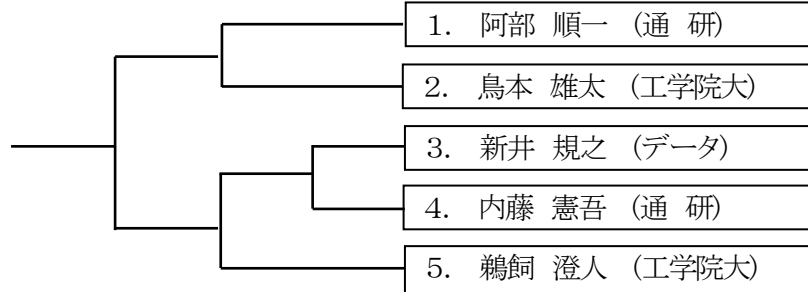 1. 阿部 順一 (通 研)
2. 鳥本 雄太 (工学院大)
3. 新井 規之 (データ)
4. 内藤 憲吾 (通 研)
5. 鵜飼 澄人 (工学院大)